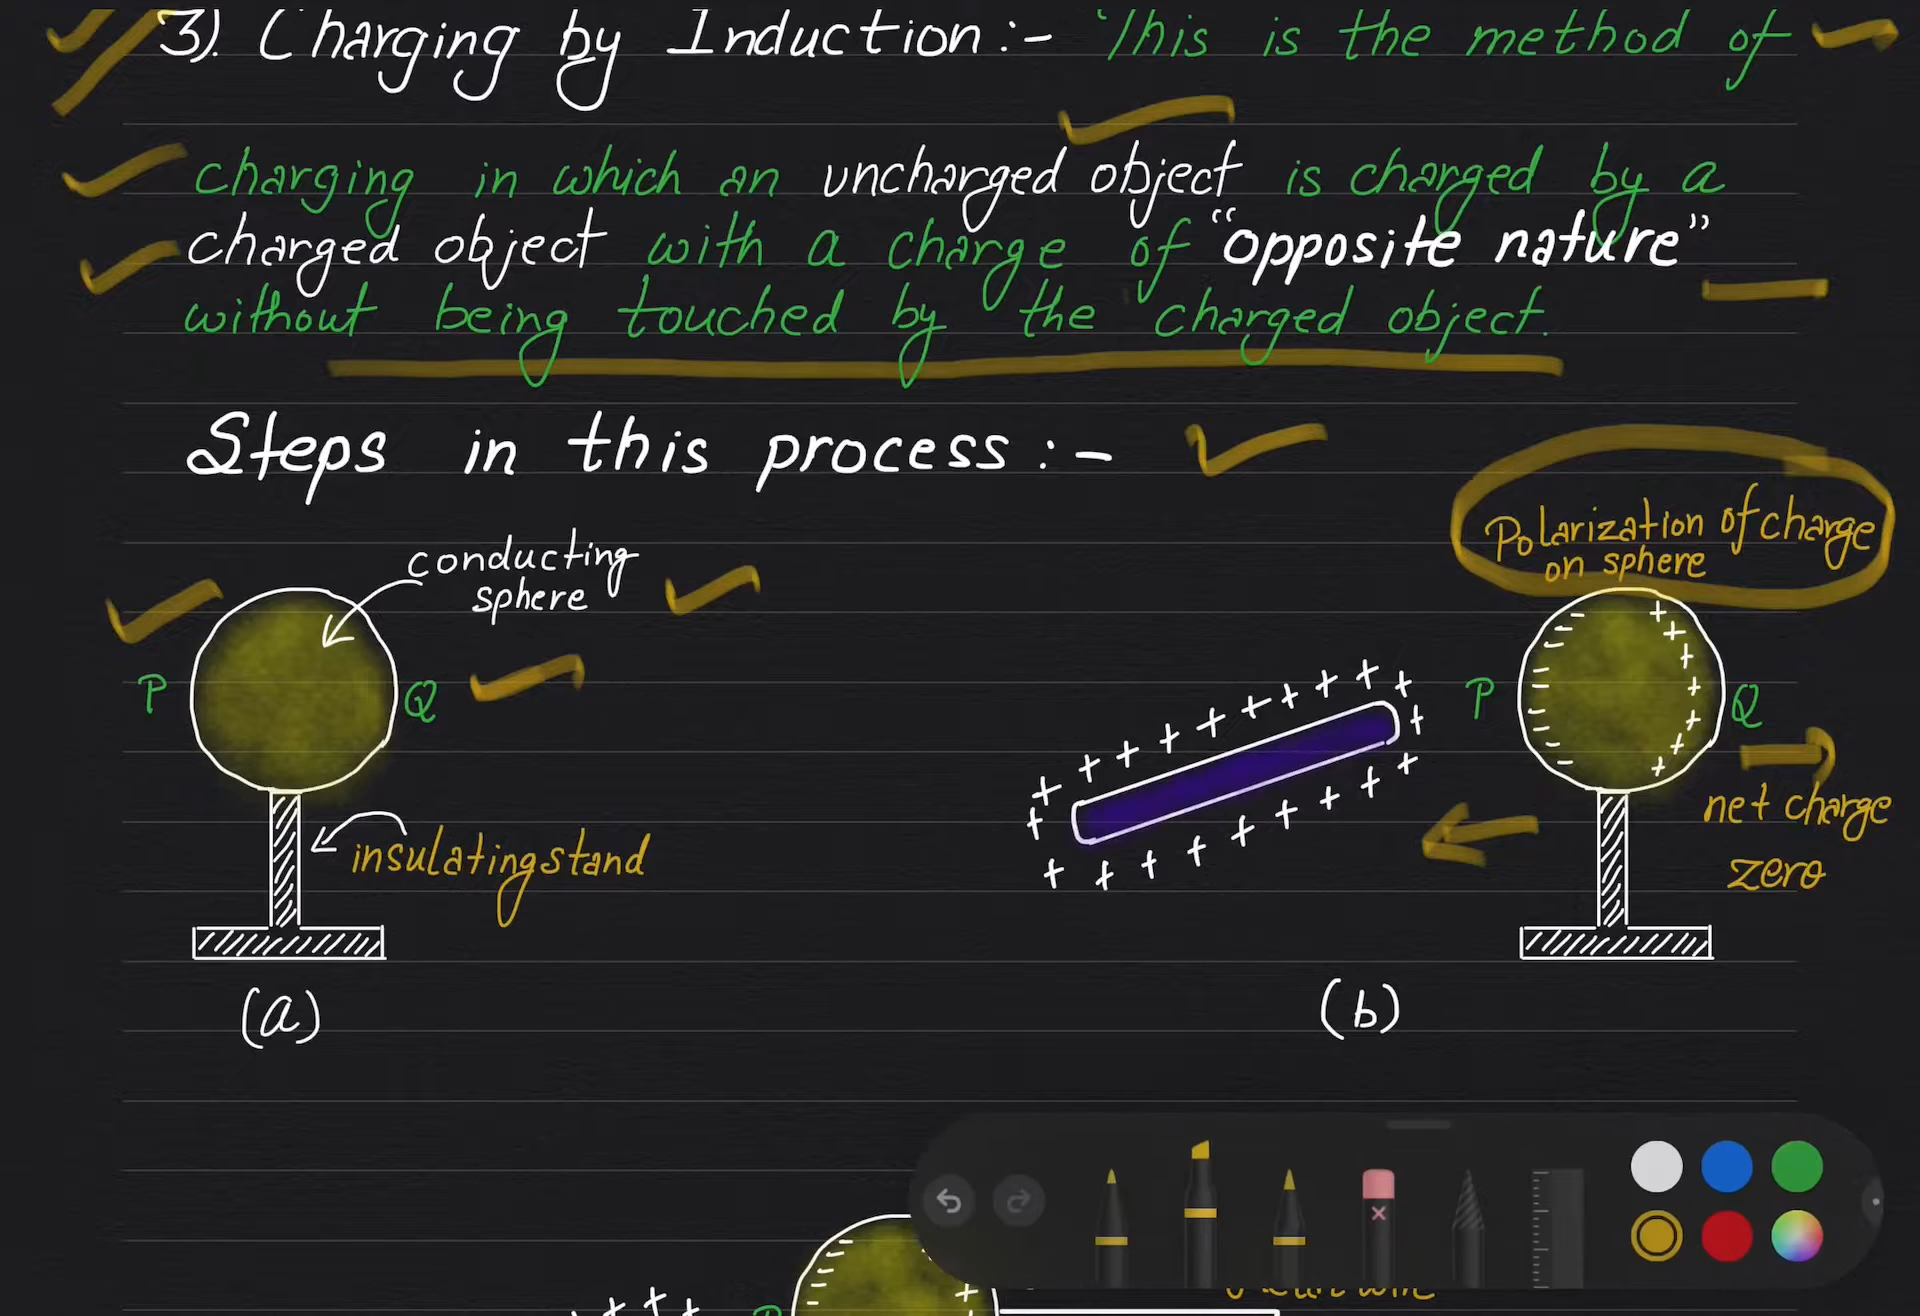 3). Charging by Induction:- This is the method of
charging in which an uncharged object is charged by a
charged object with a charge of "opposite nature"
without being touched by the charged object.
Steps in this process:-
conducting
sphere
P
Q
insulating stand
(a)
Polarization of charge
on sphere
P
Q
net charge
zero
(b)